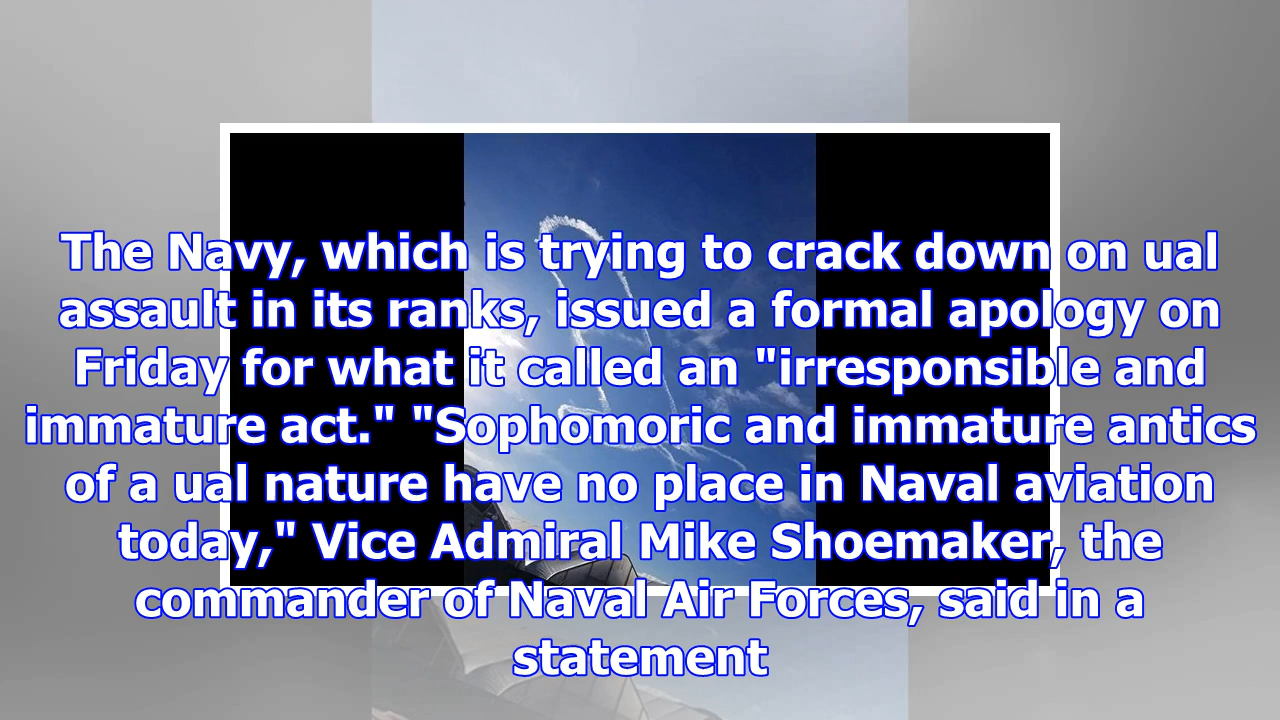 The Navy, which is trying to crack down on ual
assault in its ranks, issued a formal apology on
Friday for what it called an "irresponsible and
immature act." "Sophomoric and immature antics
of a ual nature have no place in Naval aviation
today," Vice Admiral Mike Shoemaker, the
commander of Naval Air Forces, said in a
statement